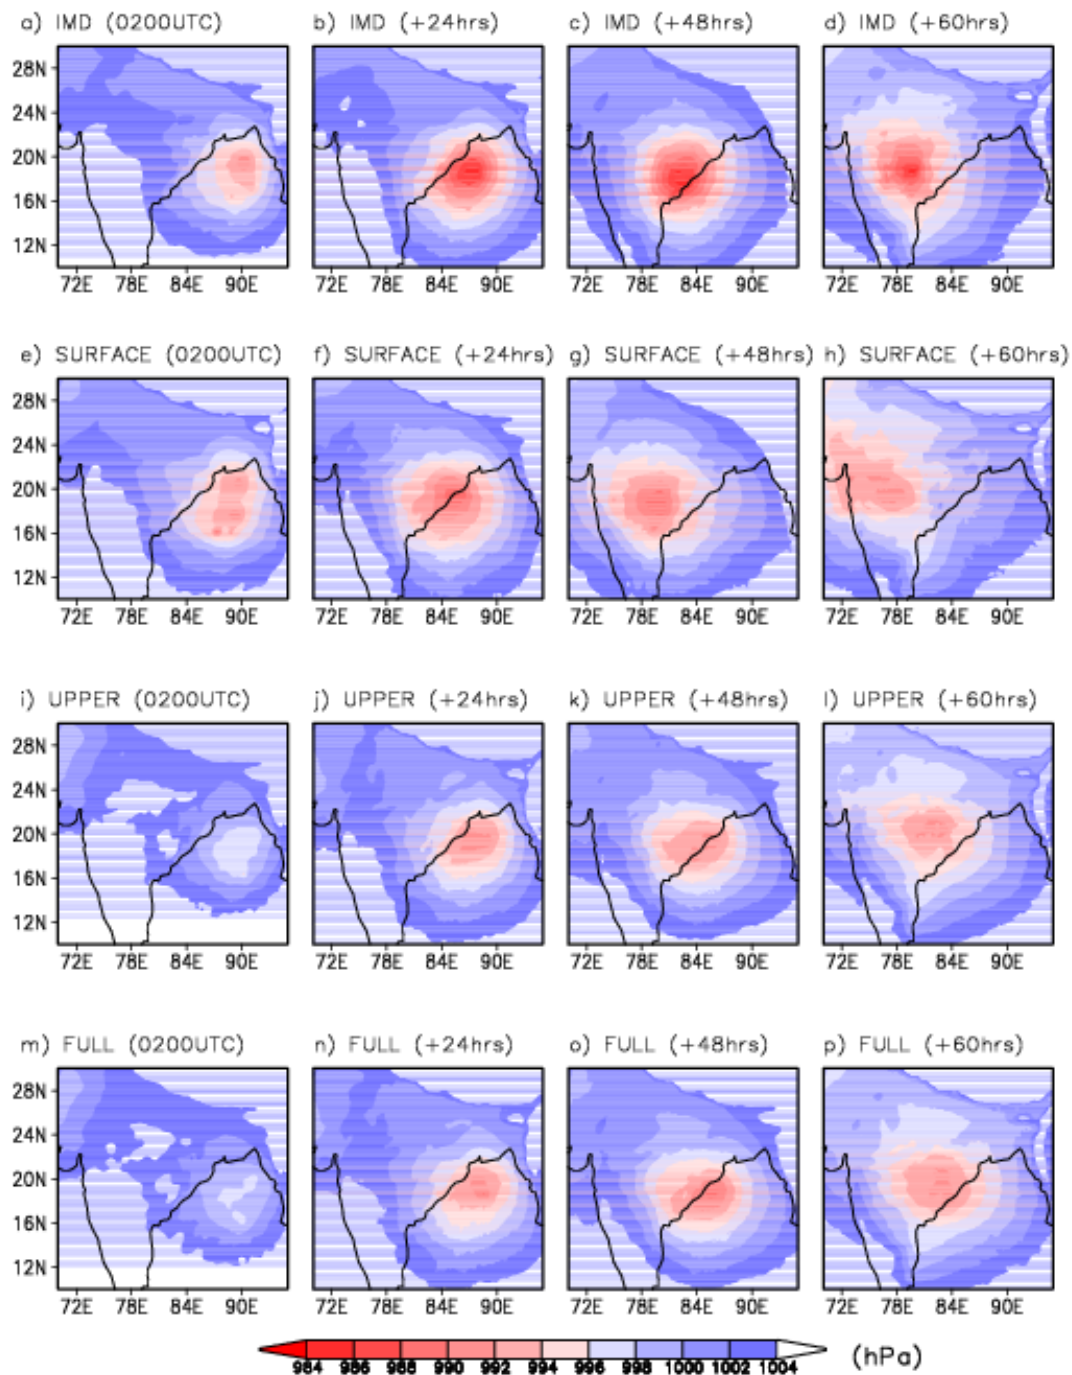 a) IMD (0200UTC) b) IMD (+24hrs) c) IMD (+48hrs) d) IMD (+60hrs)
28N
24N
20N
16N
12N
72E 78E 84E 90E 72E 78E 84E 90E 72E 78E 84E 90E 72E 78E 84E 90E
e) SURFACE (0200UTC) f) SURFACE (+24hrs) g) SURFACE (+48hrs) h) SURFACE (+60hrs)
28N
24N
20N
16N
12N
72E 78E 84E 90E 72E 78E 84E 90E 72E 78E 84E 90E 72E 78E 84E 90E
i) UPPER (0200UTC) j) UPPER (+24hrs) k) UPPER (+48hrs) l) UPPER (+60hrs)
28N
24N
20N
16N
12N
72E 78E 84E 90E 72E 78E 84E 90E 72E 78E 84E 90E 72E 78E 84E 90E
m) FULL (0200UTC) n) FULL (+24hrs) o) FULL (+48hrs) p) FULL (+60hrs)
28N
24N
20N
16N
12N
72E 78E 84E 90E 72E 78E 84E 90E 72E 78E 84E 90E 72E 78E 84E 90E
984 986 988 990 992 994 996 998 1000 1002 1004 (hPa)